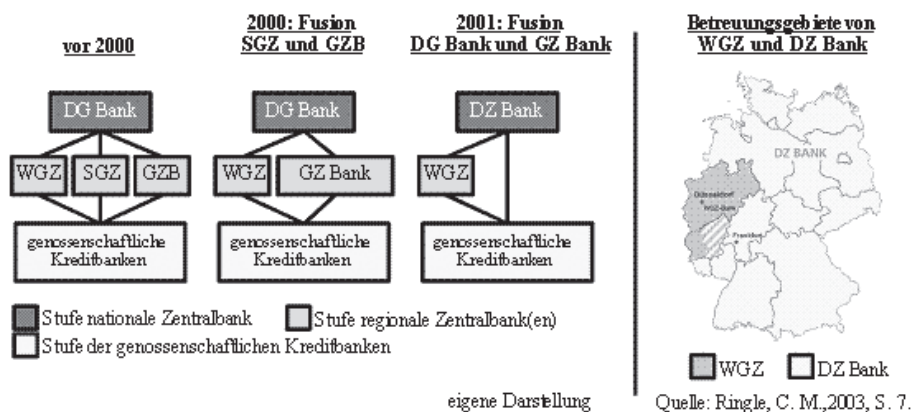 vor 2000
2000: Fusion
SGZ und GZB
2001: Fusion
DG Bank und GZ Bank
Betreuungsgebiete von
WGZ und DZ Bank
DG Bank
WGZ
SGZ
GZB
genossenschaftliche
Kreditbanken
DG Bank
WGZ
GZ Bank
genossenschaftliche
Kreditbanken
DZ Bank
WGZ
genossenschaftliche
Kreditbanken
DZ BANK
Düsseldorf
WGZ-Bank
Frankfurt
Stufe nationale Zentralbank
Stufe regionale Zentralbank(en)
Stufe der genossenschaftlichen Kreditbanken
WGZ
DZ Bank
eigene Darstellung
Quelle: Ringle, C. M.,2003, S. 7.